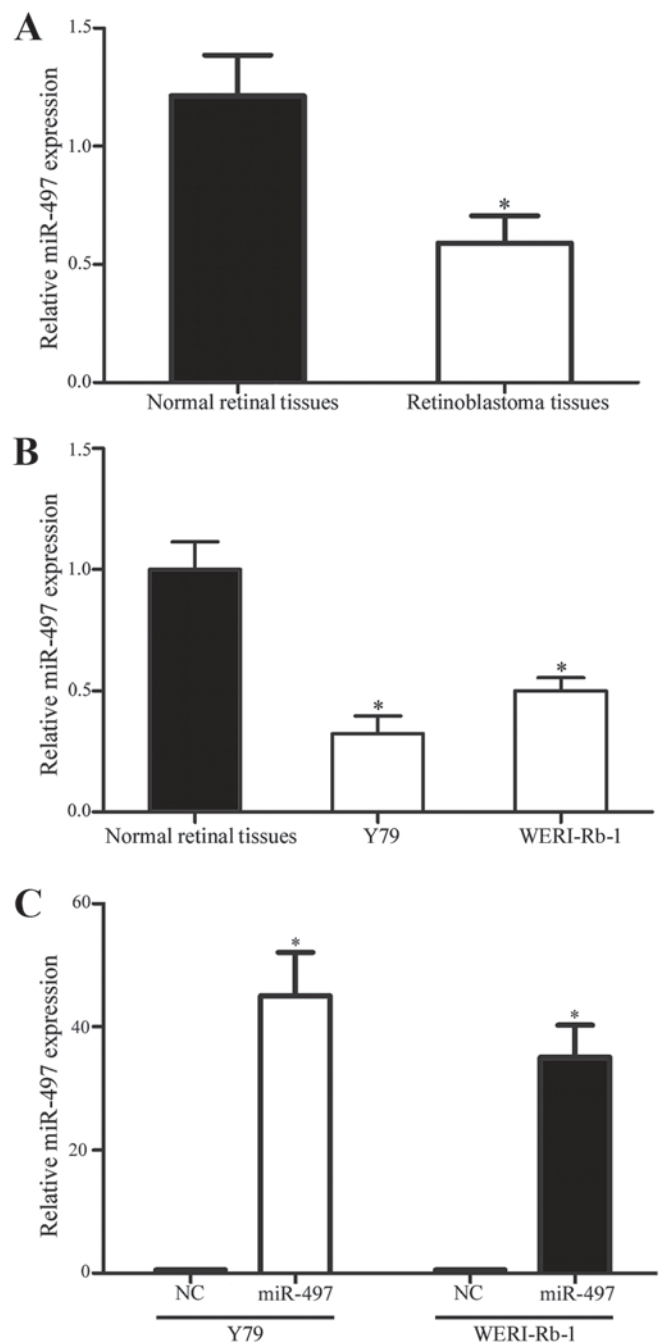 A
Relative miR-497 expression
1.5
1.0
0.5
0.0
*
Normal retinal tissues
Retinoblastoma tissues
B
Relative miR-497 expression
1.5
1.0
0.5
0.0
*
*
Normal retinal tissues
Y79
WERI-Rb-1
C
Relative miR-497 expression
60
40
20
0
*
*
NC
miR-497
NC
miR-497
Y79
WERI-Rb-1